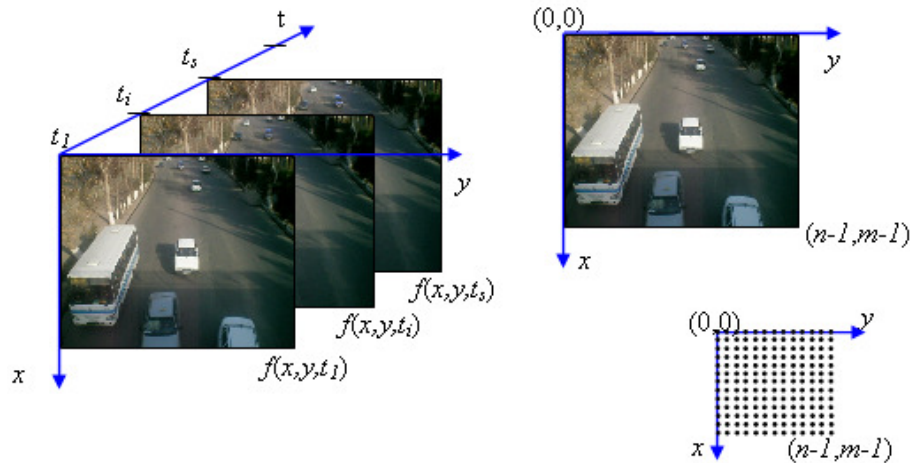 t
t_s
t_i
t_1
y
x
f(x,y,t_s)
f(x,y,t_i)
f(x,y,t_1)
(0,0)
y
x
(n-1,m-1)
(0,0)
y
x
(n-1,m-1)